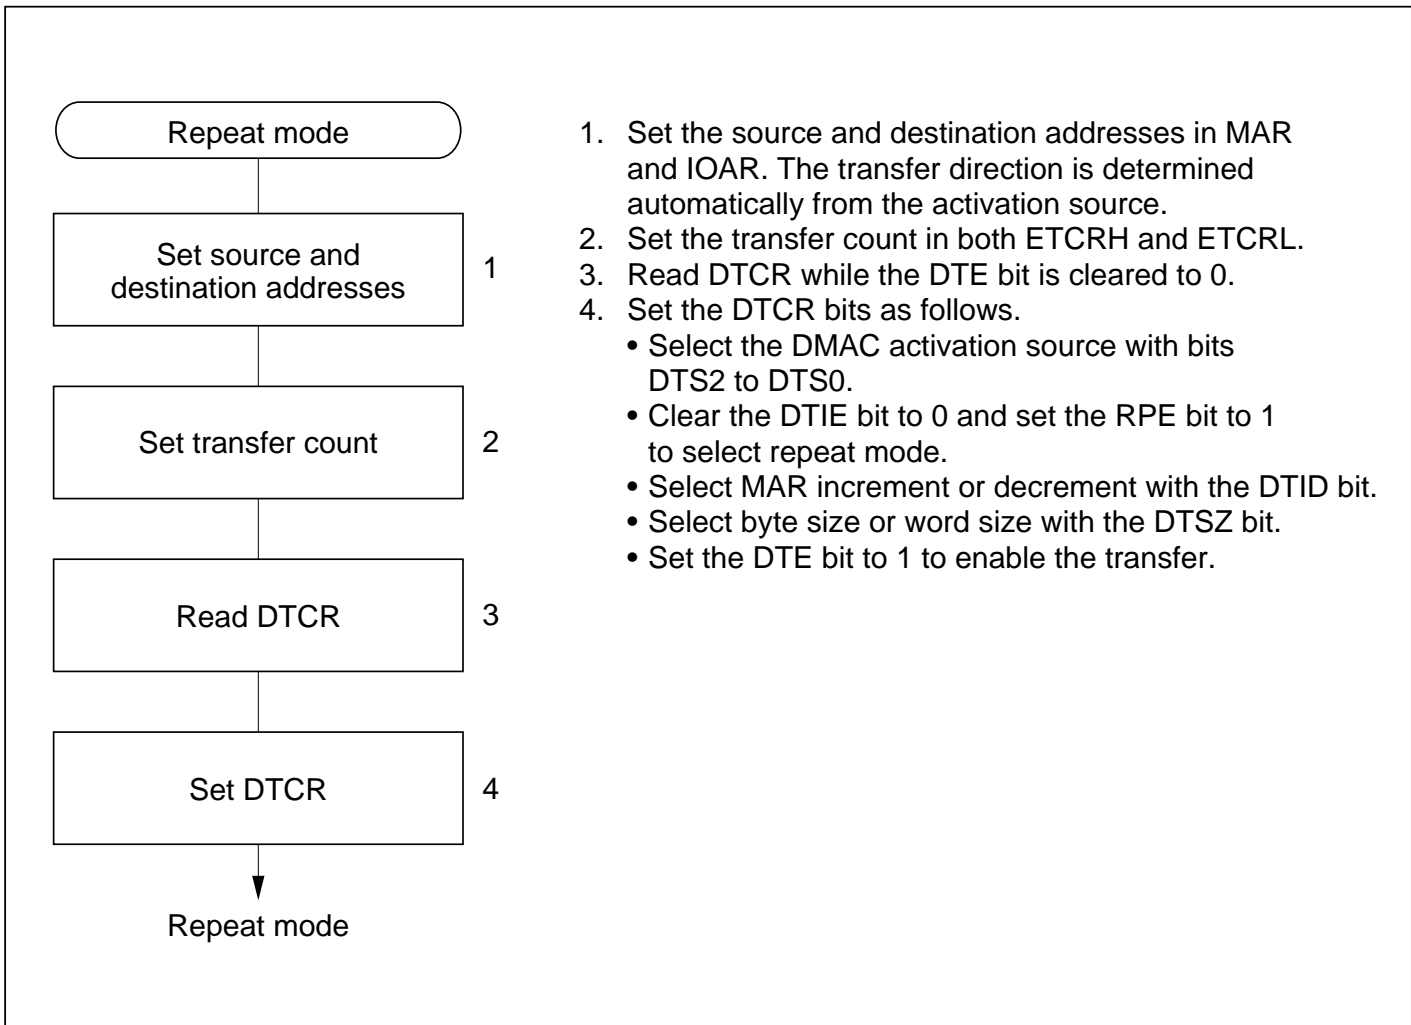 Repeat mode
Set source and
destination addresses
1
Set transfer count
2
Read DTCR
3
Set DTCR
4
Repeat mode
1. Set the source and destination addresses in MAR
and IOAR. The transfer direction is determined
automatically from the activation source.
2. Set the transfer count in both ETCRH and ETCRL.
3. Read DTCR while the DTE bit is cleared to 0.
4. Set the DTCR bits as follows.
• Select the DMAC activation source with bits
DTS2 to DTS0.
• Clear the DTIE bit to 0 and set the RPE bit to 1
to select repeat mode.
• Select MAR increment or decrement with the DTID bit.
• Select byte size or word size with the DTSZ bit.
• Set the DTE bit to 1 to enable the transfer.